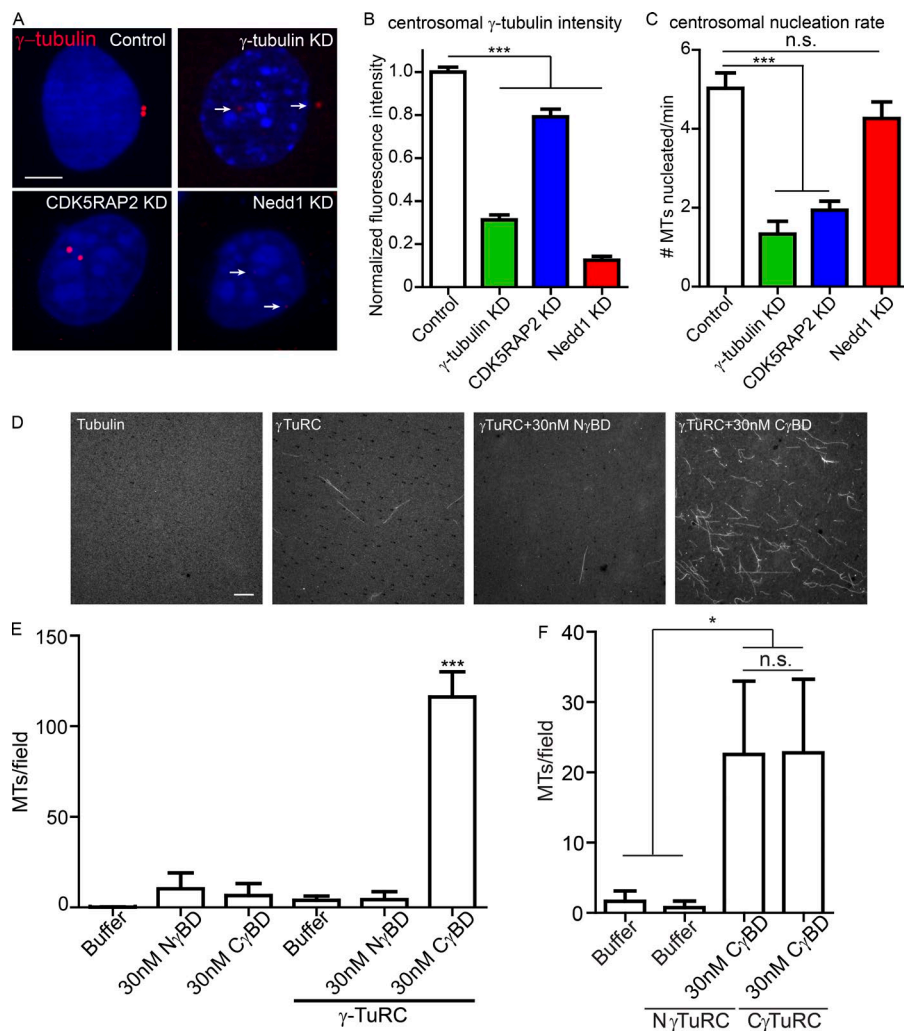 A
γ-tubulin
Control
γ-tubulin KD
CDK5RAP2 KD
Nedd1 KD
B
centrosomal γ-tubulin intensity
***
Normalized fluorescence intensity
1.0
0.8
0.6
0.4
0.2
0
Control
γ-tubulin KD
CDK5RAP2 KD
Nedd1 KD
C
centrosomal nucleation rate
n.s.
***
# MTs nucleated/min
6
4
2
0
Control
γ-tubulin KD
CDK5RAP2 KD
Nedd1 KD
D
Tubulin
γTuRC
γTuRC+30nM NγBD
γTuRC+30nM CγBD
E
MTs/field
150
100
50
0
***
Buffer
30nM NγBD
30nM CγBD
Buffer
30nM NγBD
30nM CγBD
γ-TuRC
F
MTs/field
40
30
20
10
0
*
n.s.
Buffer
Buffer
30nM CγBD
30nM CγBD
NγTuRC
CγTuRC